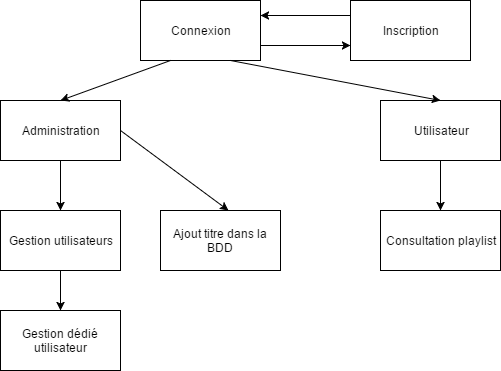 Connexion
Inscription
Administration
Utilisateur
Gestion utilisateurs
Ajout titre dans la
BDD
Consultation playlist
Gestion dédié
utilisateur